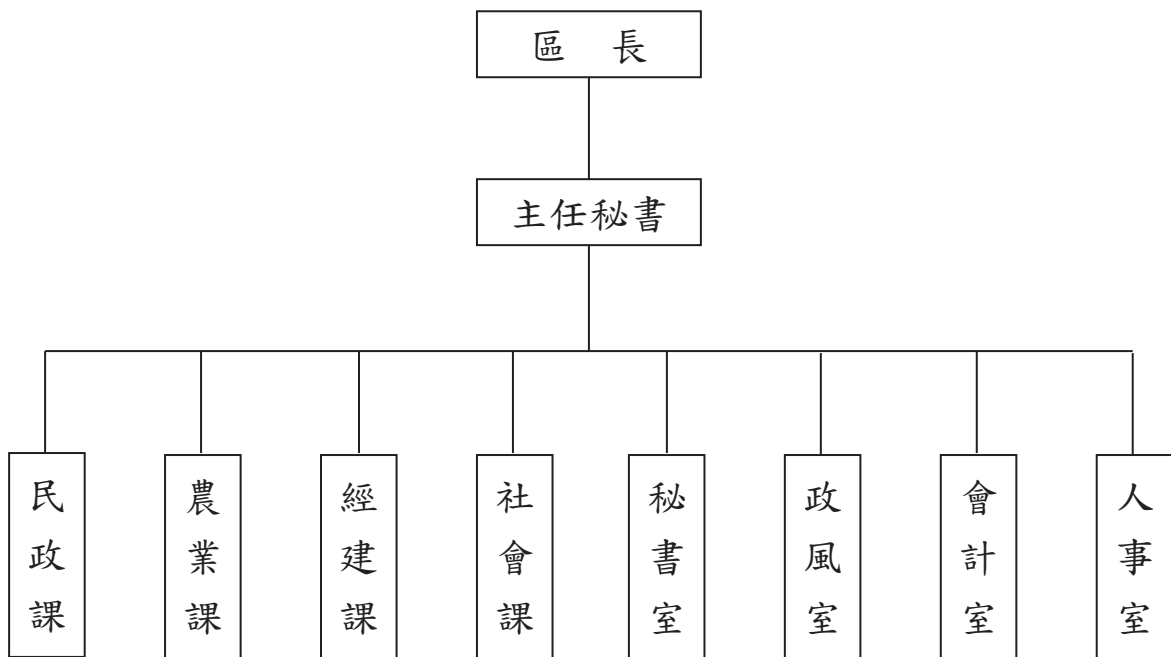 區 長
主任秘書
民政課
農業課
經建課
社會課
秘書室
政風室
會計室
人事室